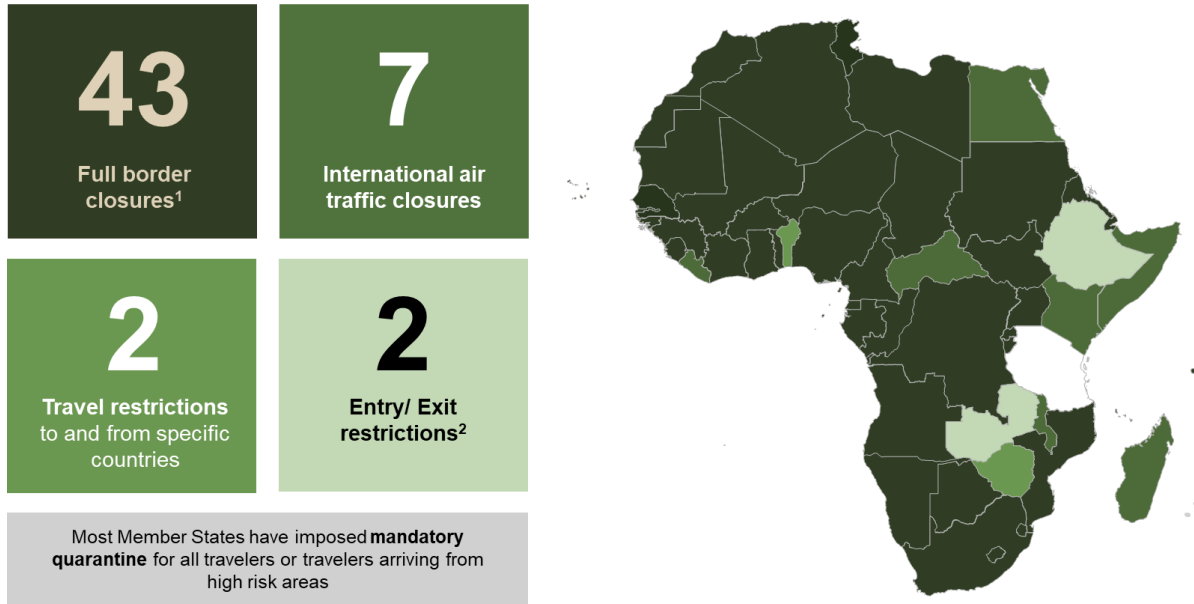 43
Full border
closures¹
7
International air
traffic closures
2
Travel restrictions
to and from specific
countries
2
Entry/ Exit
restrictions²
Most Member States have imposed mandatory
quarantine for all travelers or travelers arriving from
high risk areas